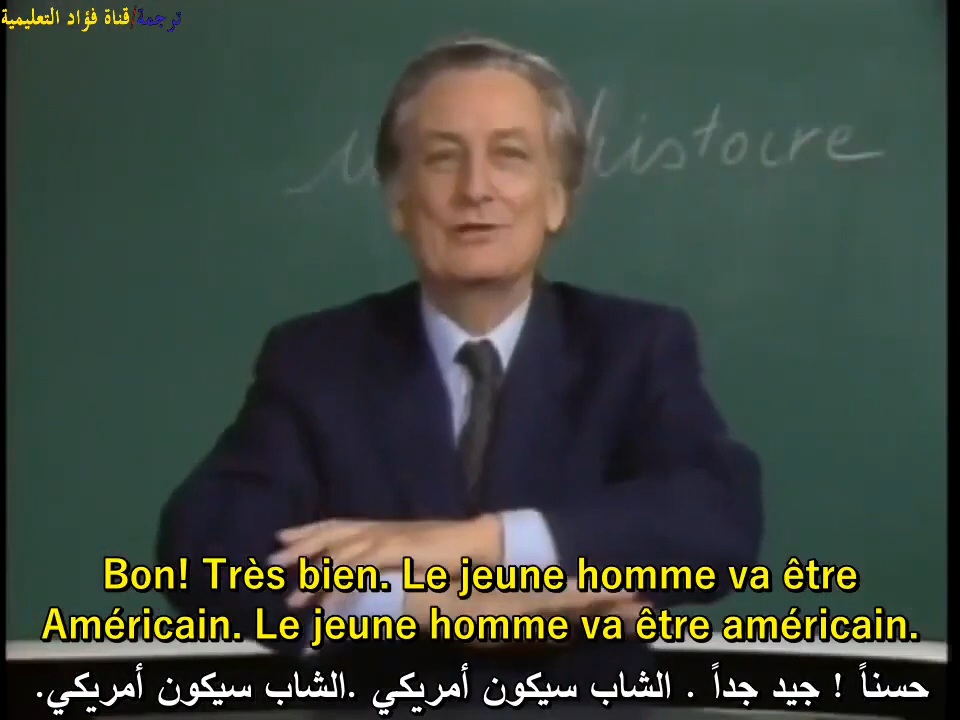 ترجمة/قناة فؤاد التعليمية
histoire
Bon! Très bien. Le jeune homme va être
Américain. Le jeune homme va être américain.
حسناً ! جيد جداً . الشاب سيكون أمريكي .الشاب سيكون أمريكي.